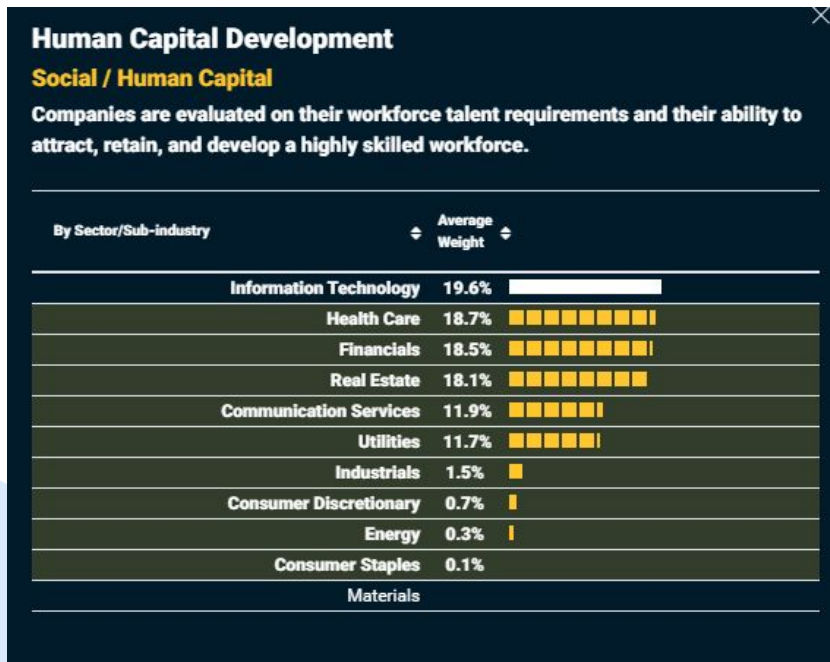 Human Capital Development
Social / Human Capital
Companies are evaluated on their workforce talent requirements and their ability to
attract, retain, and develop a highly skilled workforce.
By Sector/Sub-industry Average Weight
Information Technology 19.6%
Health Care 18.7%
Financials 18.5%
Real Estate 18.1%
Communication Services 11.9%
Utilities 11.7%
Industrials 1.5%
Consumer Discretionary 0.7%
Energy 0.3%
Consumer Staples 0.1%
Materials